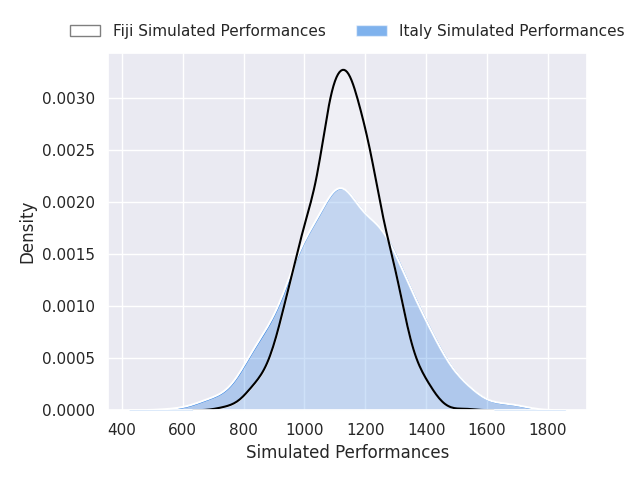 Fiji Simulated Performances
Italy Simulated Performances
0.0030
0.0025
0.0020
0.0015
0.0010
0.0005
0.0000
Density
400 600 800 1000 1200 1400 1600 1800
Simulated Performances